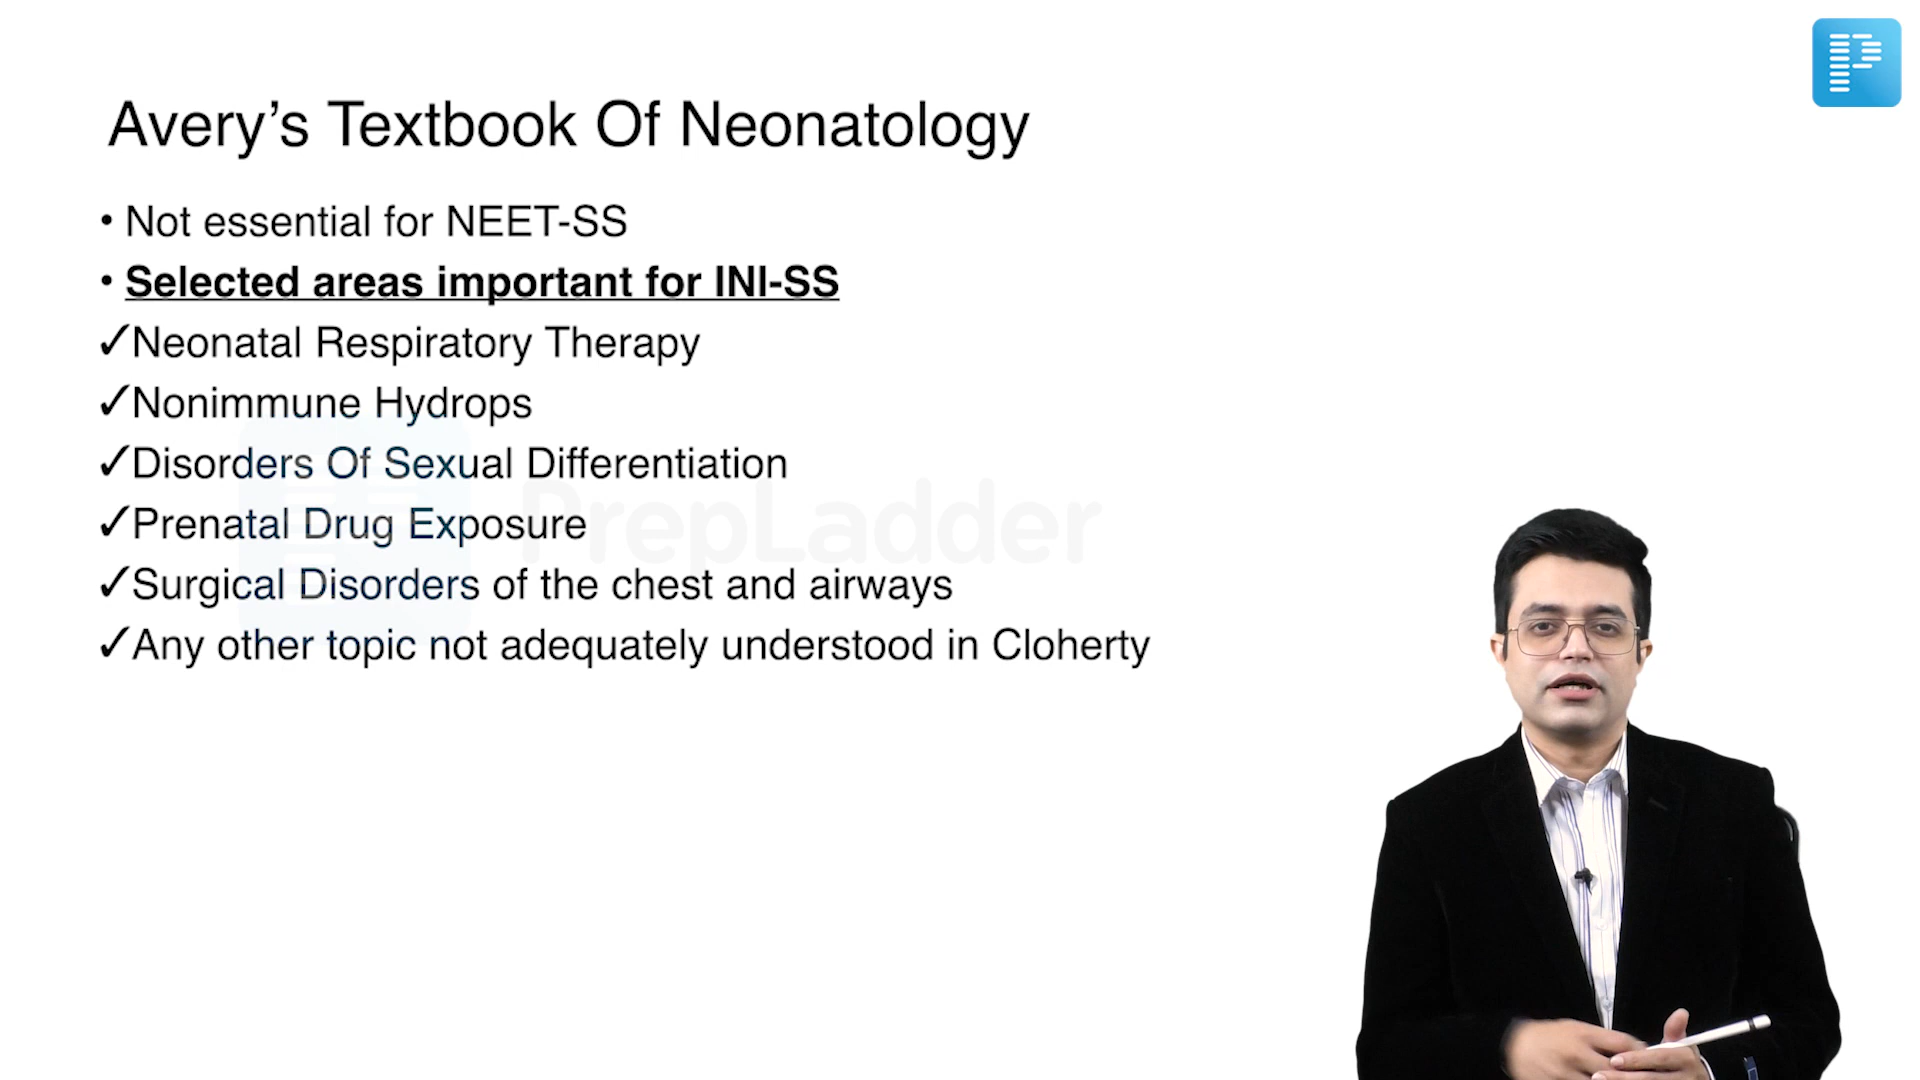 Avery’s Textbook Of Neonatology
• Not essential for NEET-SS
• Selected areas important for INI-SS
✓Neonatal Respiratory Therapy
✓Nonimmune Hydrops
✓Disorders Of Sexual Differentiation
✓Prenatal Drug Exposure
✓Surgical Disorders of the chest and airways
✓Any other topic not adequately understood in Cloherty
PrepLadder